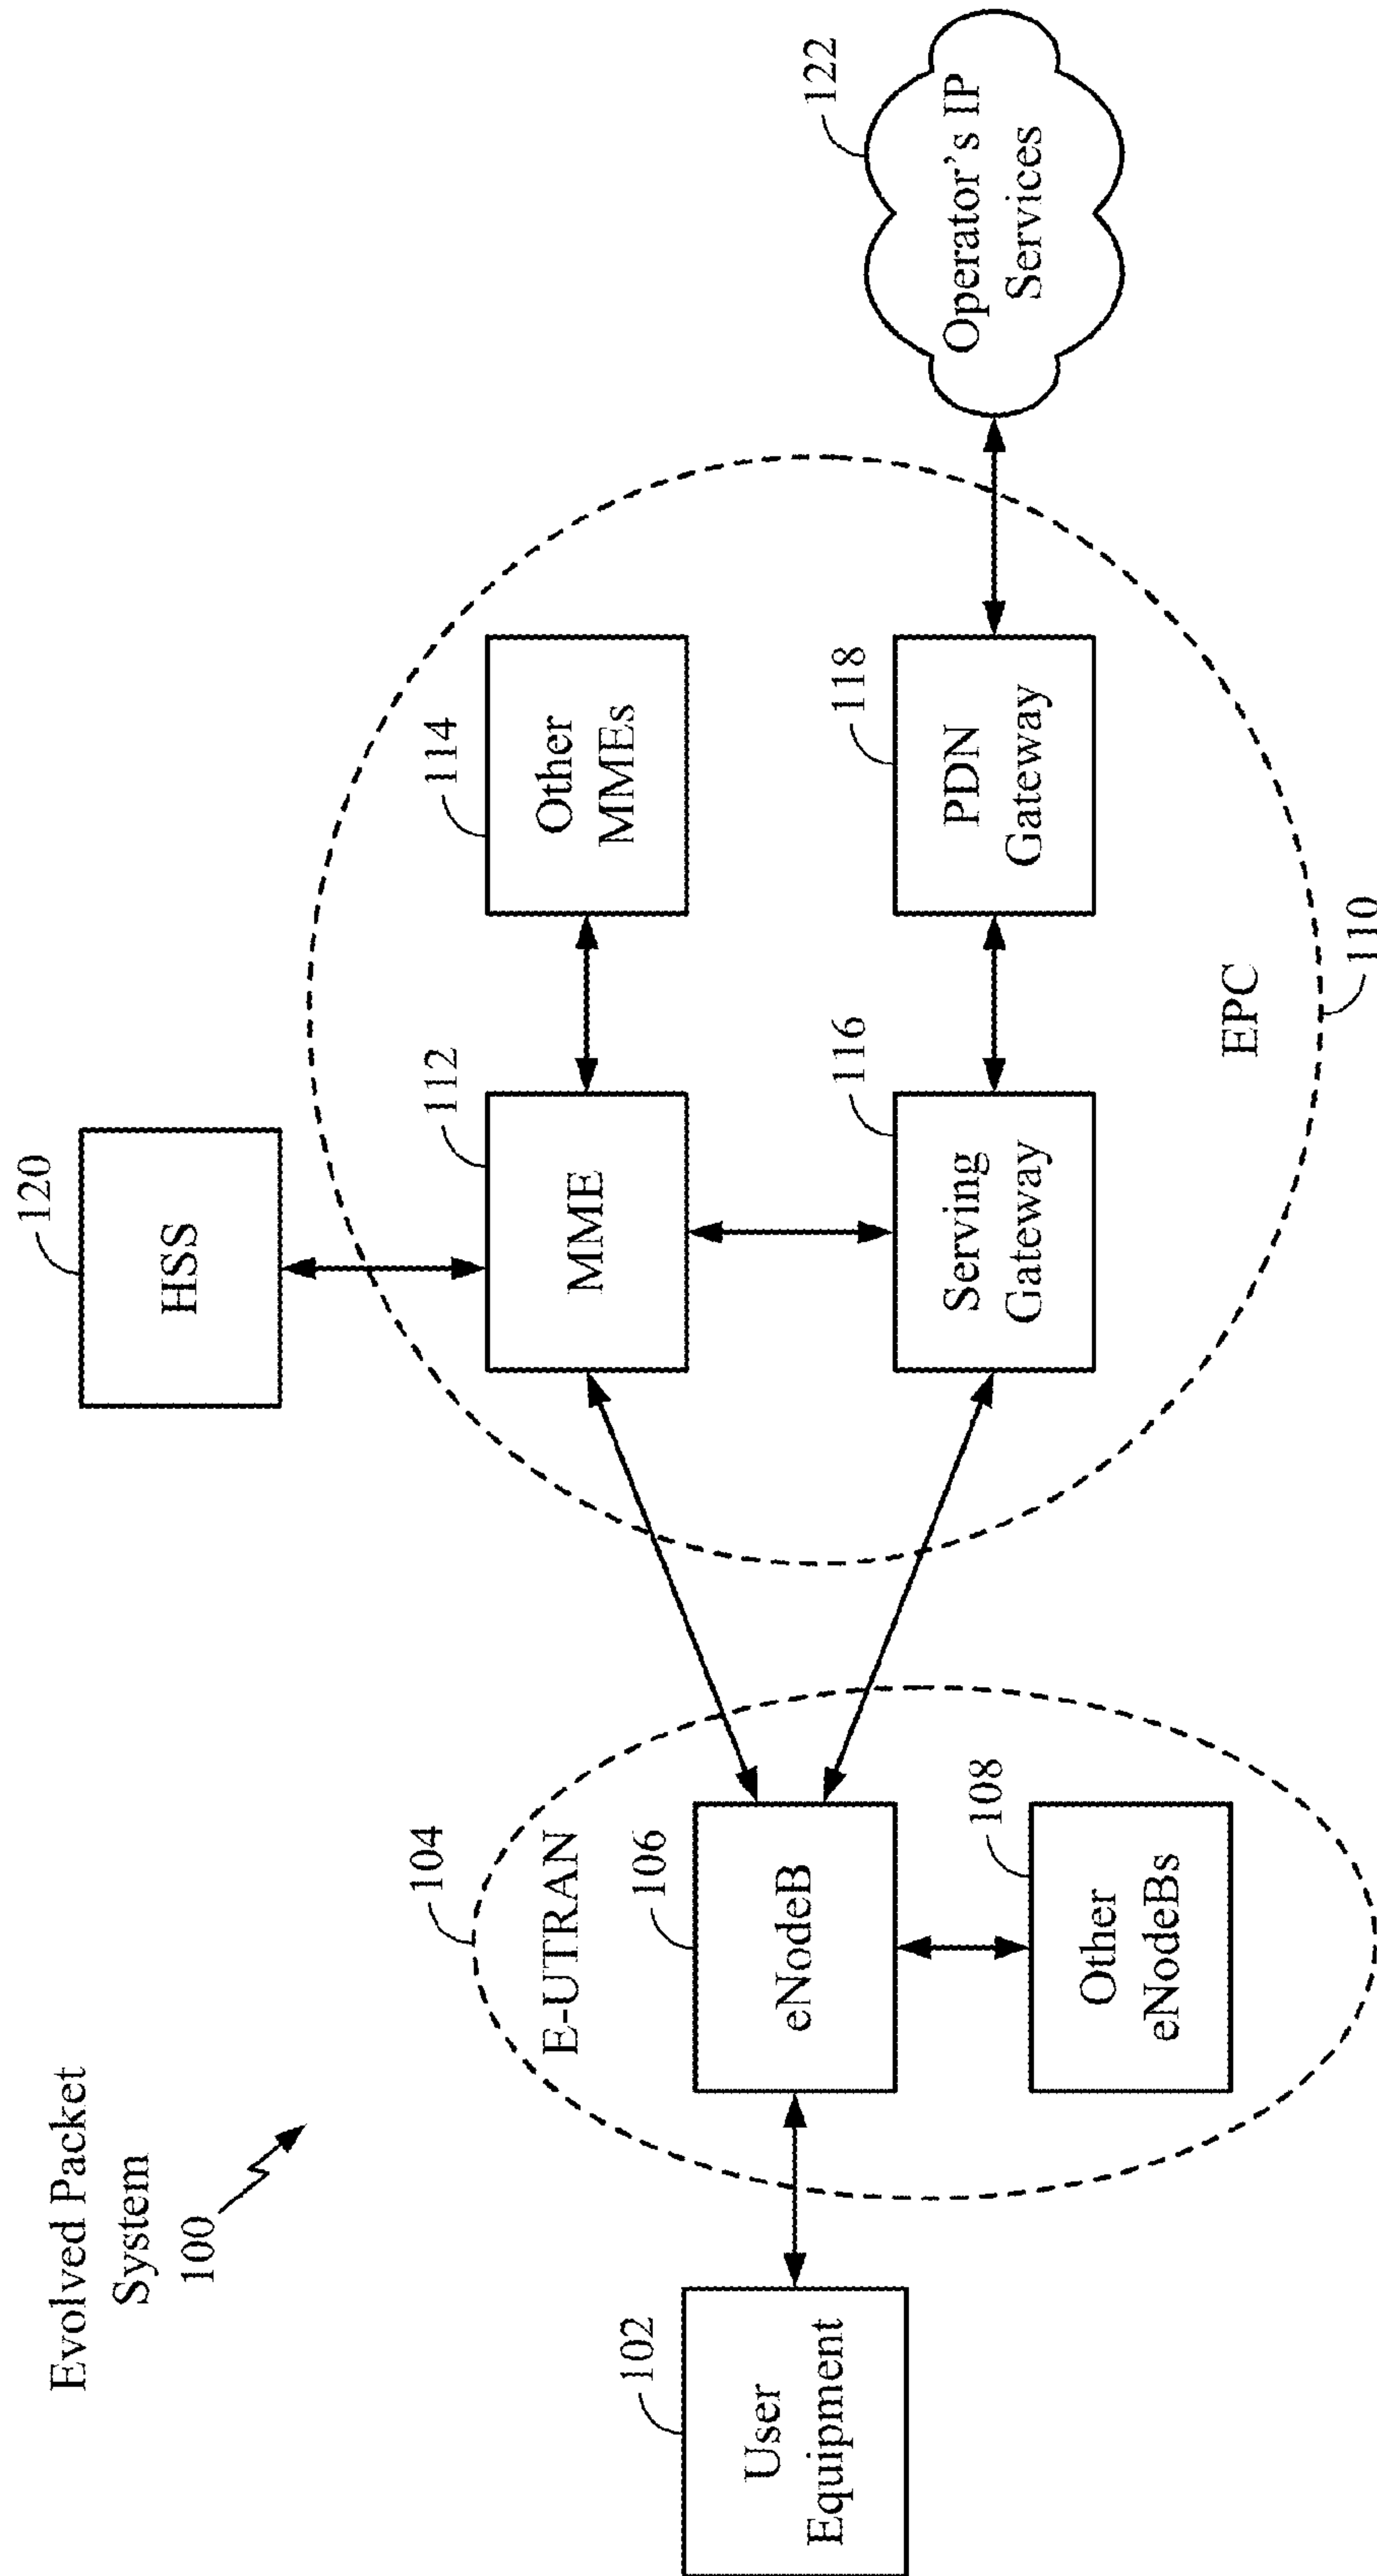 Evolved Packet
System
100
102
User
Equipment
104
E-UTRAN
106
eNodeB
108
Other
eNodeBs
120
HSS
112
MME
114
Other
MMEs
116
Serving
Gateway
118
PDN
Gateway
EPC
110
122
Operator's IP
Services